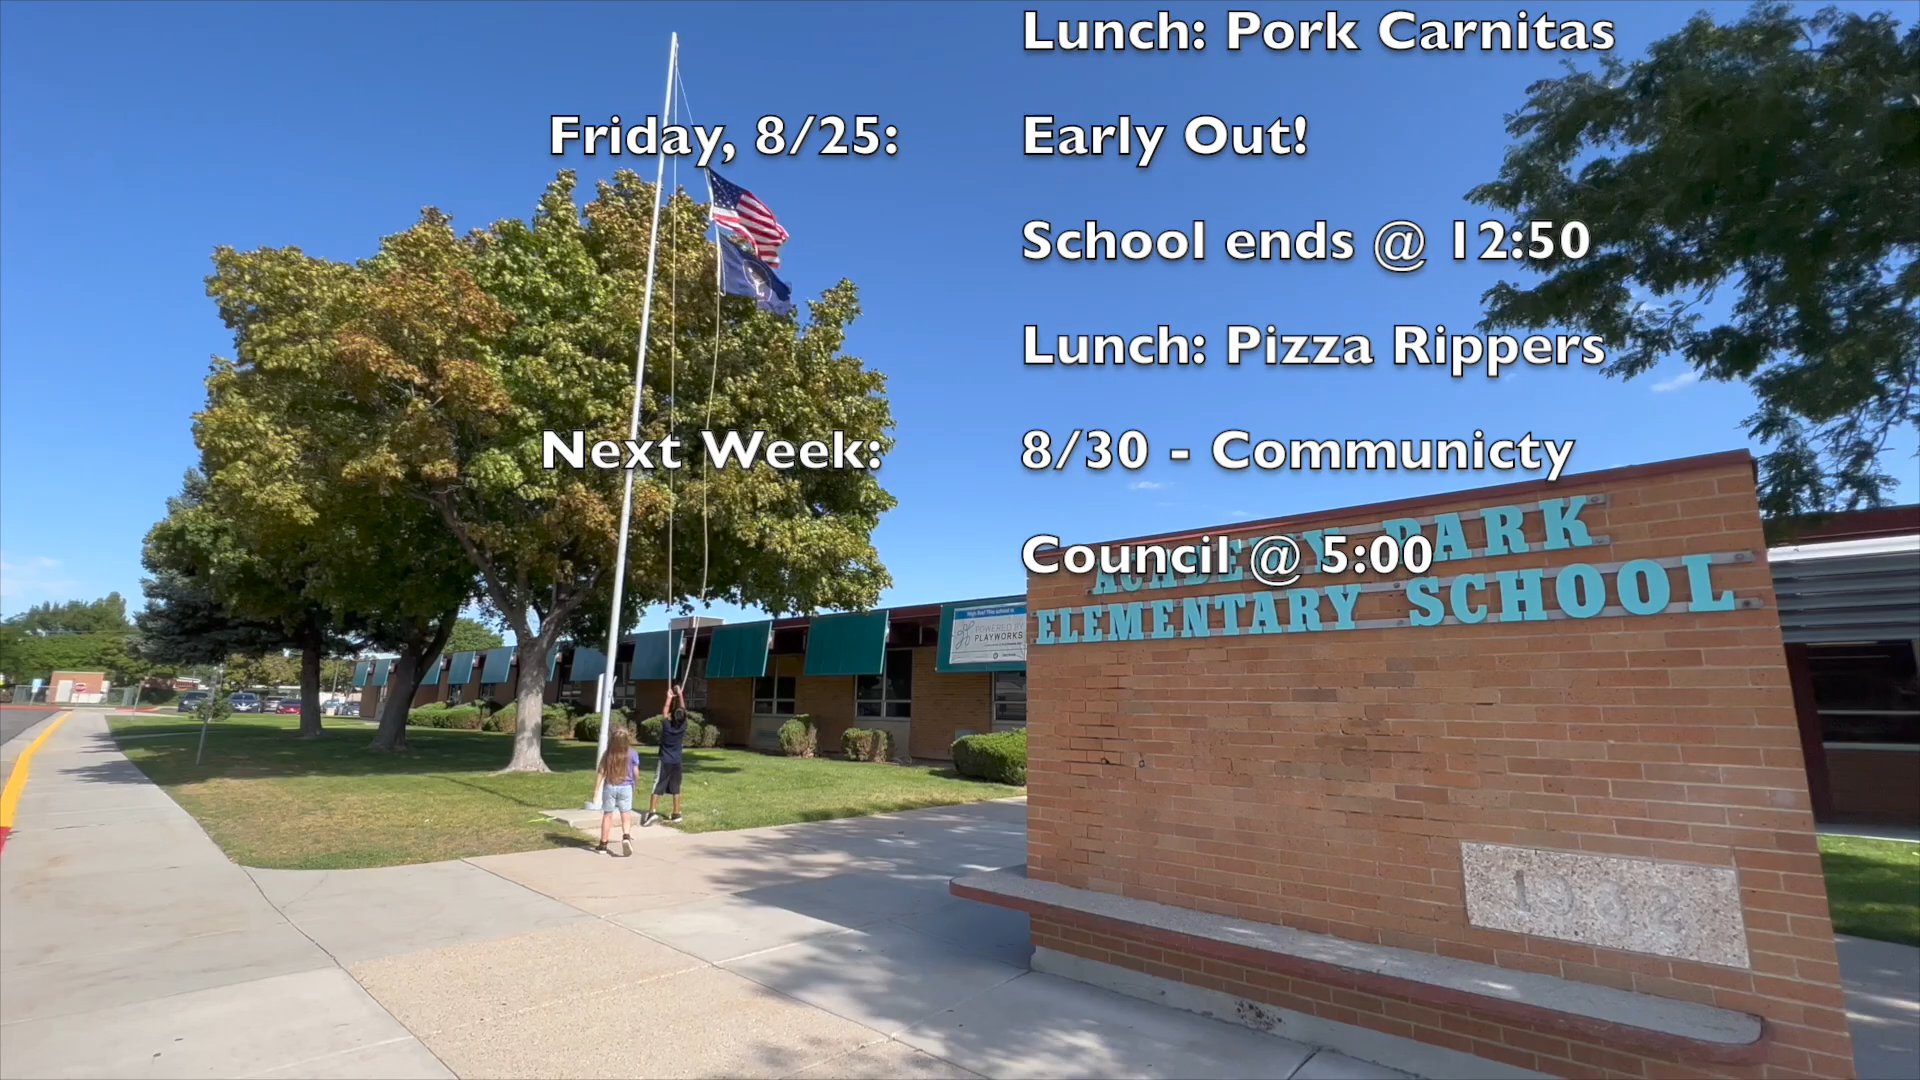 Lunch: Pork Carnitas
Friday, 8/25: Early Out!
School ends @ 12:50
Lunch: Pizza Rippers
Next Week: 8/30 - Communicty
Council @ 5:00
ACADEMY PARK
ELEMENTARY SCHOOL
POWERED BY
PLAYWORKS